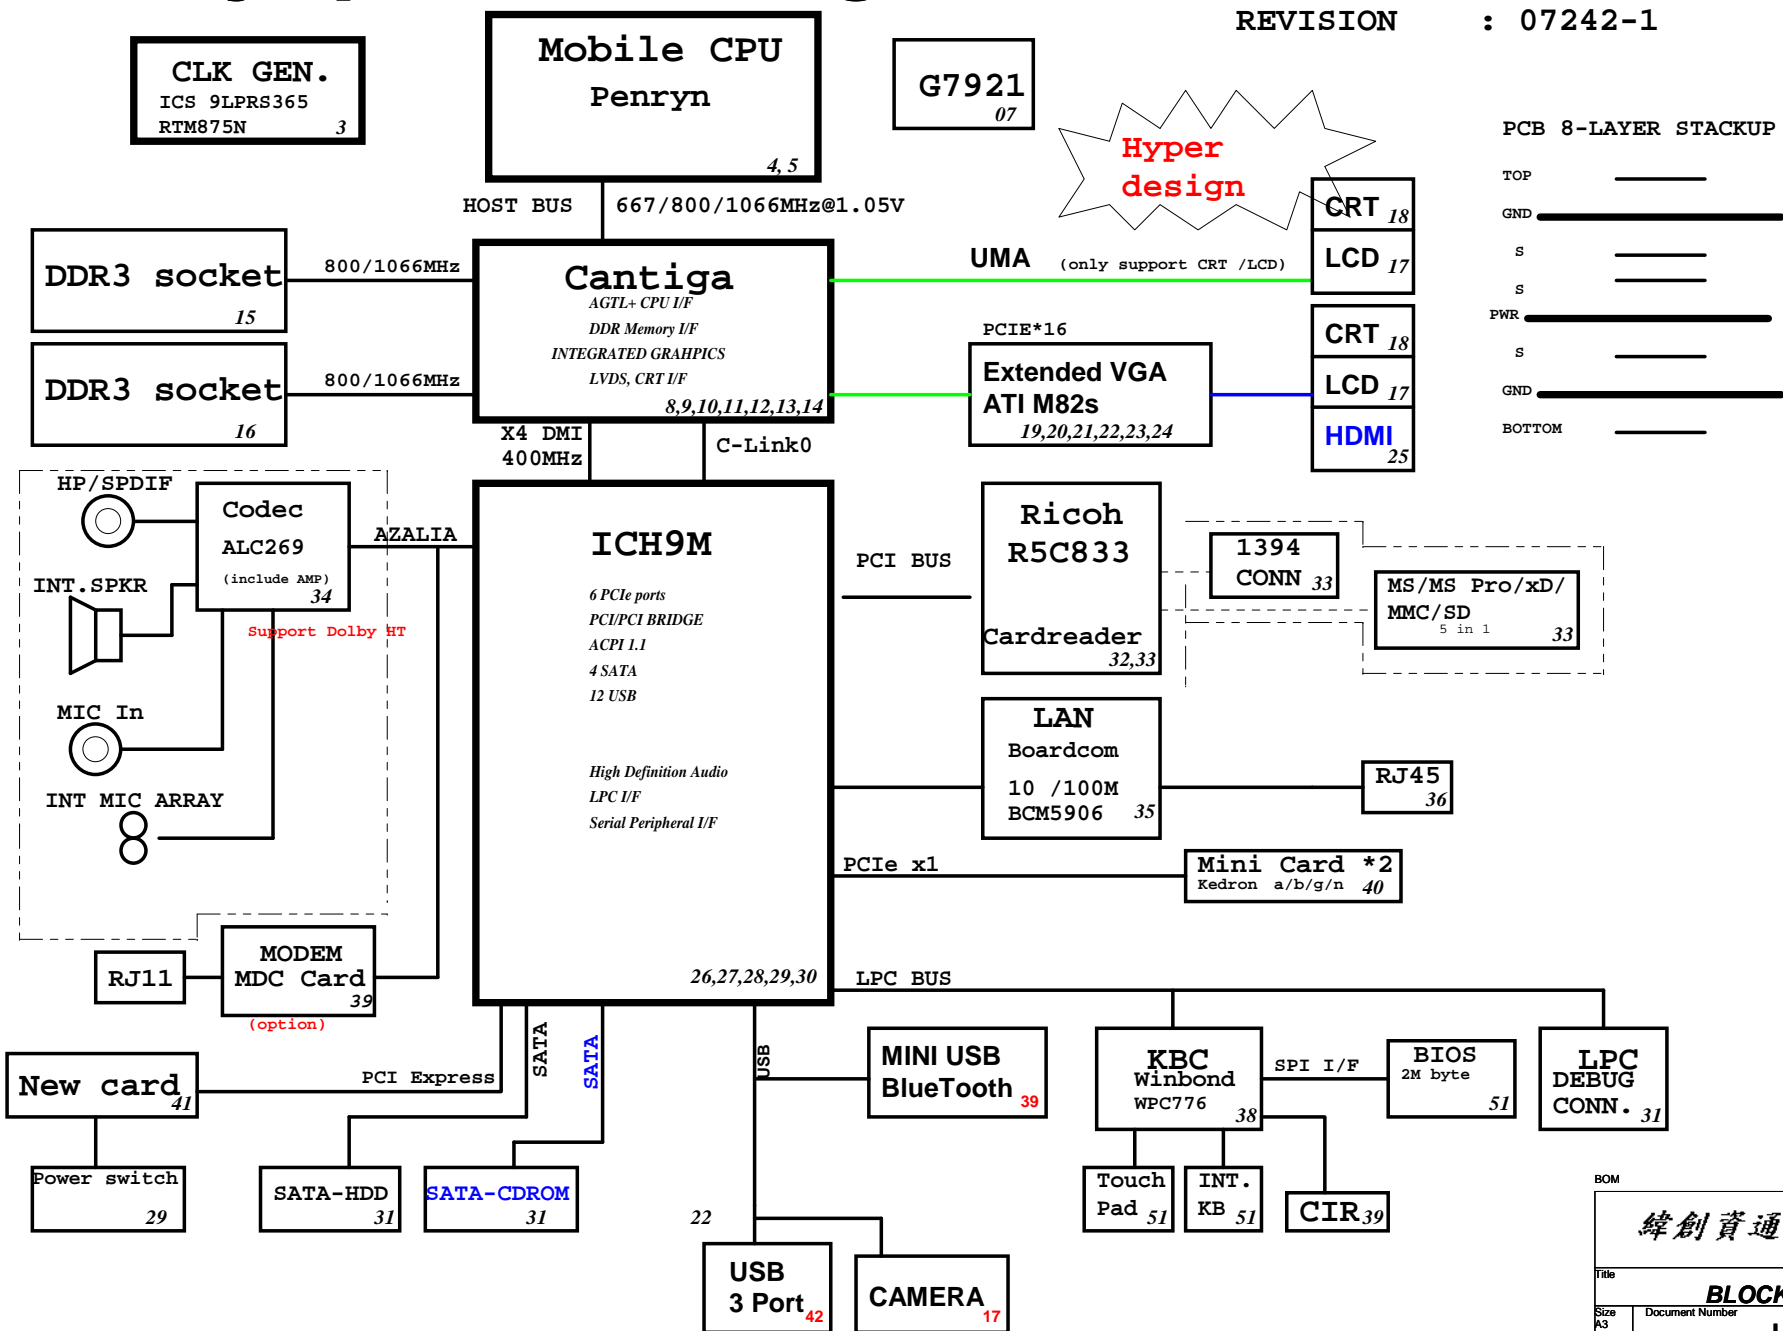 REVISION : 07242-1
CLK GEN.
ICS 9LPRS365
RTM875N 3
Mobile CPU
Penryn
4, 5
G7921
07
Hyper
design
PCB 8-LAYER STACKUP
TOP
GND
S
S
PWR
S
GND
BOTTOM
HOST BUS 667/800/1066MHz@1.05V
DDR3 socket
15
800/1066MHz
DDR3 socket
16
800/1066MHz
Cantiga
AGTL+ CPU I/F
DDR Memory I/F
INTEGRATED GRAHPICS
LVDS, CRT I/F
8,9,10,11,12,13,14
UMA (only support CRT /LCD)
CRT 18
LCD 17
PCIE*16
Extended VGA
ATI M82s
19,20,21,22,23,24
CRT 18
LCD 17
HDMI
25
X4 DMI
400MHz
C-Link0
HP/SPDIF
Codec
ALC269
(include AMP)
34
AZALIA
INT.SPKR
Support Dolby HT
MIC In
INT MIC ARRAY
ICH9M
6 PCIe ports
PCI/PCI BRIDGE
ACPI 1.1
4 SATA
12 USB
High Definition Audio
LPC I/F
Serial Peripheral I/F
26,27,28,29,30
PCI BUS
Ricoh
R5C833
Cardreader
32,33
1394
CONN 33
MS/MS Pro/xD/
MMC/SD
5 in 1 33
LAN
Boardcom
10 /100M
BCM5906 35
RJ45
36
PCIe x1
Mini Card *2
Kedron a/b/g/n 40
RJ11
MODEM
MDC Card
39
(option)
LPC BUS
New card
41
PCI Express
SATA
SATA
USB
MINI USB
BlueTooth 39
KBC
Winbond
WPC776
38
SPI I/F
BIOS
2M byte
51
LPC
DEBUG
CONN. 31
Power switch
29
SATA-HDD
31
SATA-CDROM
31
22
Touch
Pad 51
INT.
KB 51
CIR 39
USB
3 Port 42
CAMERA 17
BOM
緯創資通
Title
BLOCK
Size
A3
Document Number